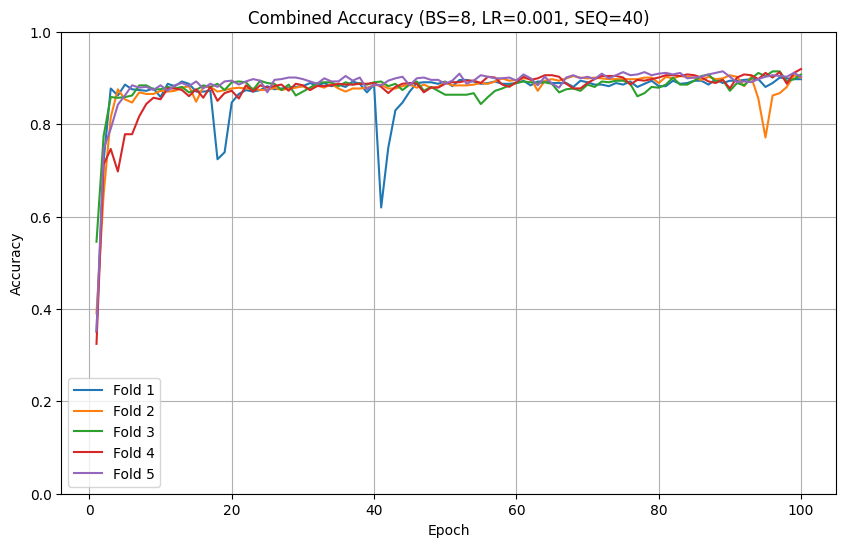 Combined Accuracy (BS=8, LR=0.001, SEQ=40)
1.0
0.8
0.6
0.4
0.2
0.0
Accuracy
Fold 1
Fold 2
Fold 3
Fold 4
Fold 5
0 20 40 60 80 100
Epoch